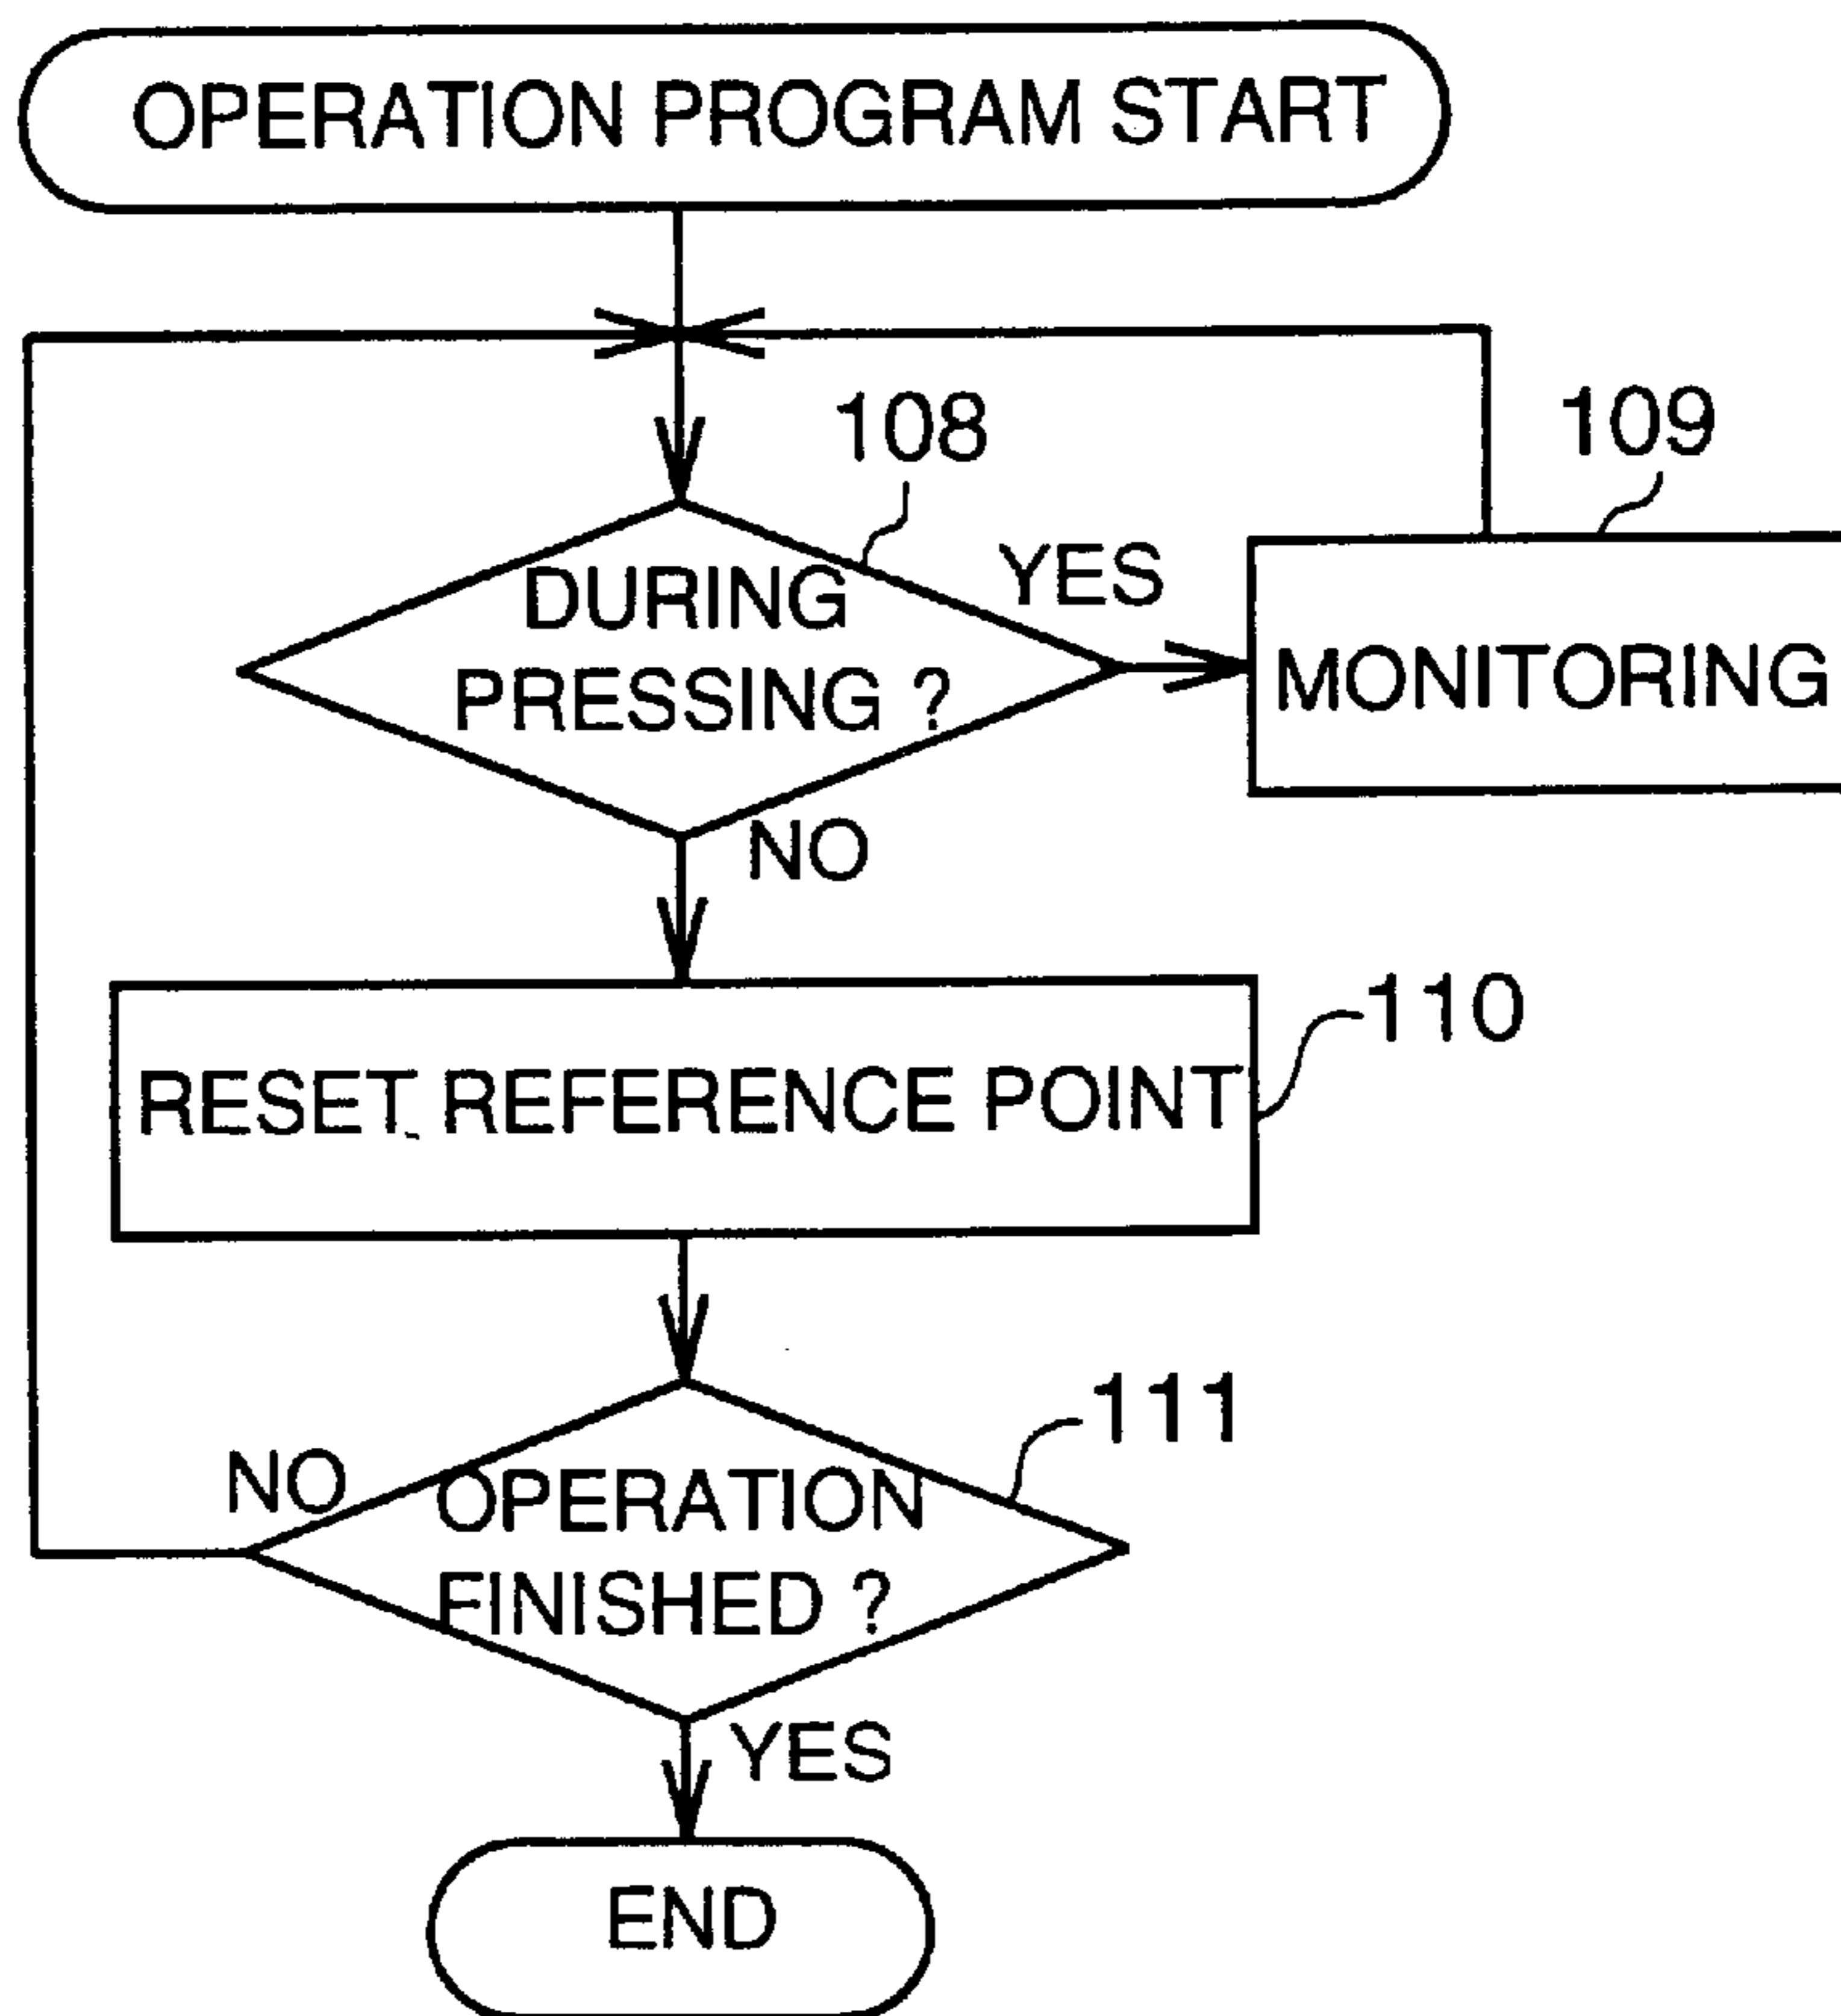 OPERATION PROGRAM START
108
109
DURING
PRESSING ?
YES
MONITORING
NO
110
RESET REFERENCE POINT
111
NO
OPERATION
FINISHED ?
YES
END